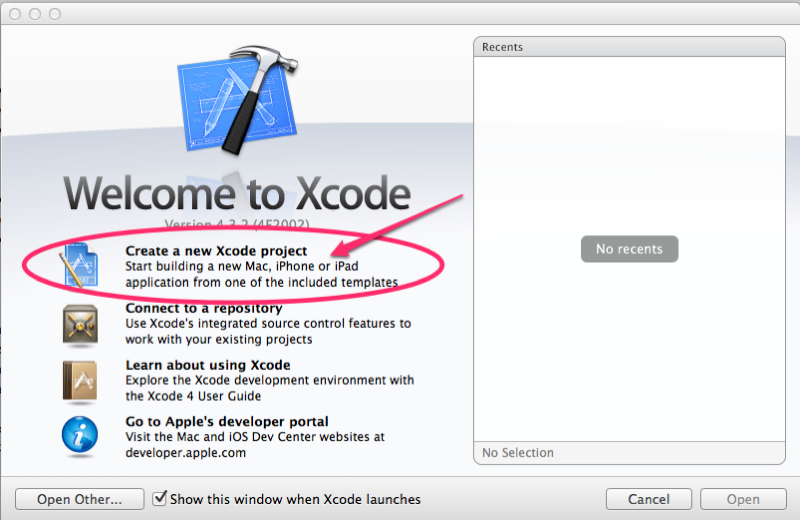 Recents
Welcome to Xcode
Version 4.3.2 (4E2002)
Create a new Xcode project
Start building a new Mac, iPhone or iPad
application from one of the included templates
Connect to a repository
Use Xcode's integrated source control features to
work with your existing projects
Learn about using Xcode
Explore the Xcode development environment with
the Xcode 4 User Guide
Go to Apple's developer portal
Visit the Mac and iOS Dev Center websites at
developer.apple.com
No recents
No Selection
Open Other...
Show this window when Xcode launches
Cancel
Open